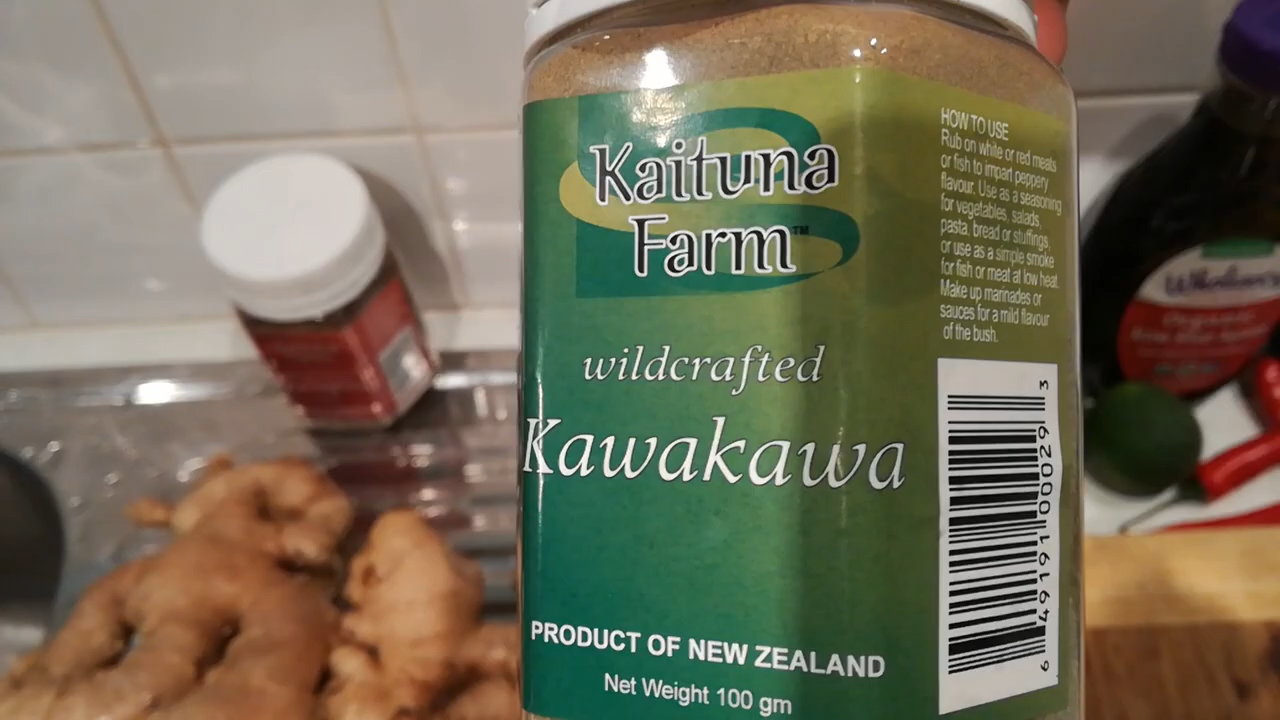 Kaituna
Farm™
wildcrafted
Kawakawa
PRODUCT OF NEW ZEALAND
Net Weight 100 gm
HOW TO USE
Rub on white or red meats
or fish to impart peppery
flavour. Use as a seasoning
for vegetables, salads,
pasta, bread or stuffings,
or use as a simple smoke
for fish or meat at low heat.
Make up marinades or
sauces for a mild flavour
of the bush.
6 49191 00029 3